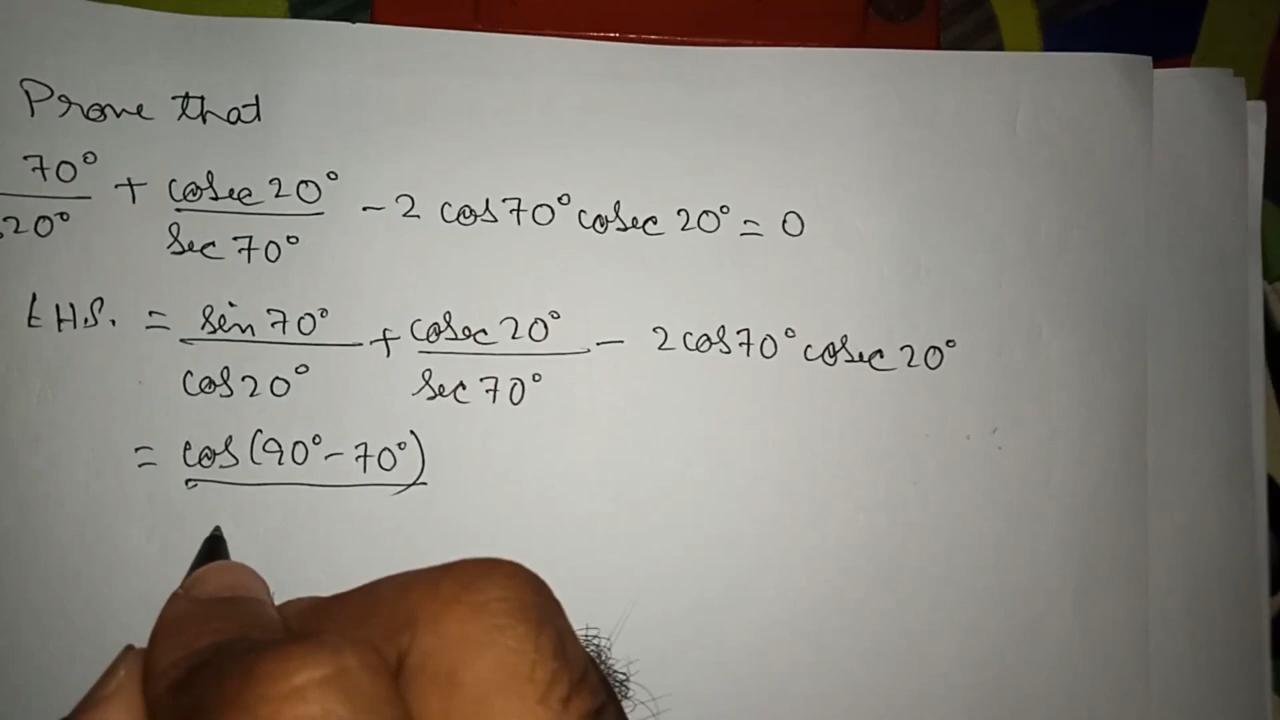 Prove that
70° / 20° + cosec 20° / sec 70° - 2 cos 70° cosec 20° = 0
LHS. = sin 70° / cos 20° + cosec 20° / sec 70° - 2 cos 70° cosec 20°
= cos (90° - 70°)